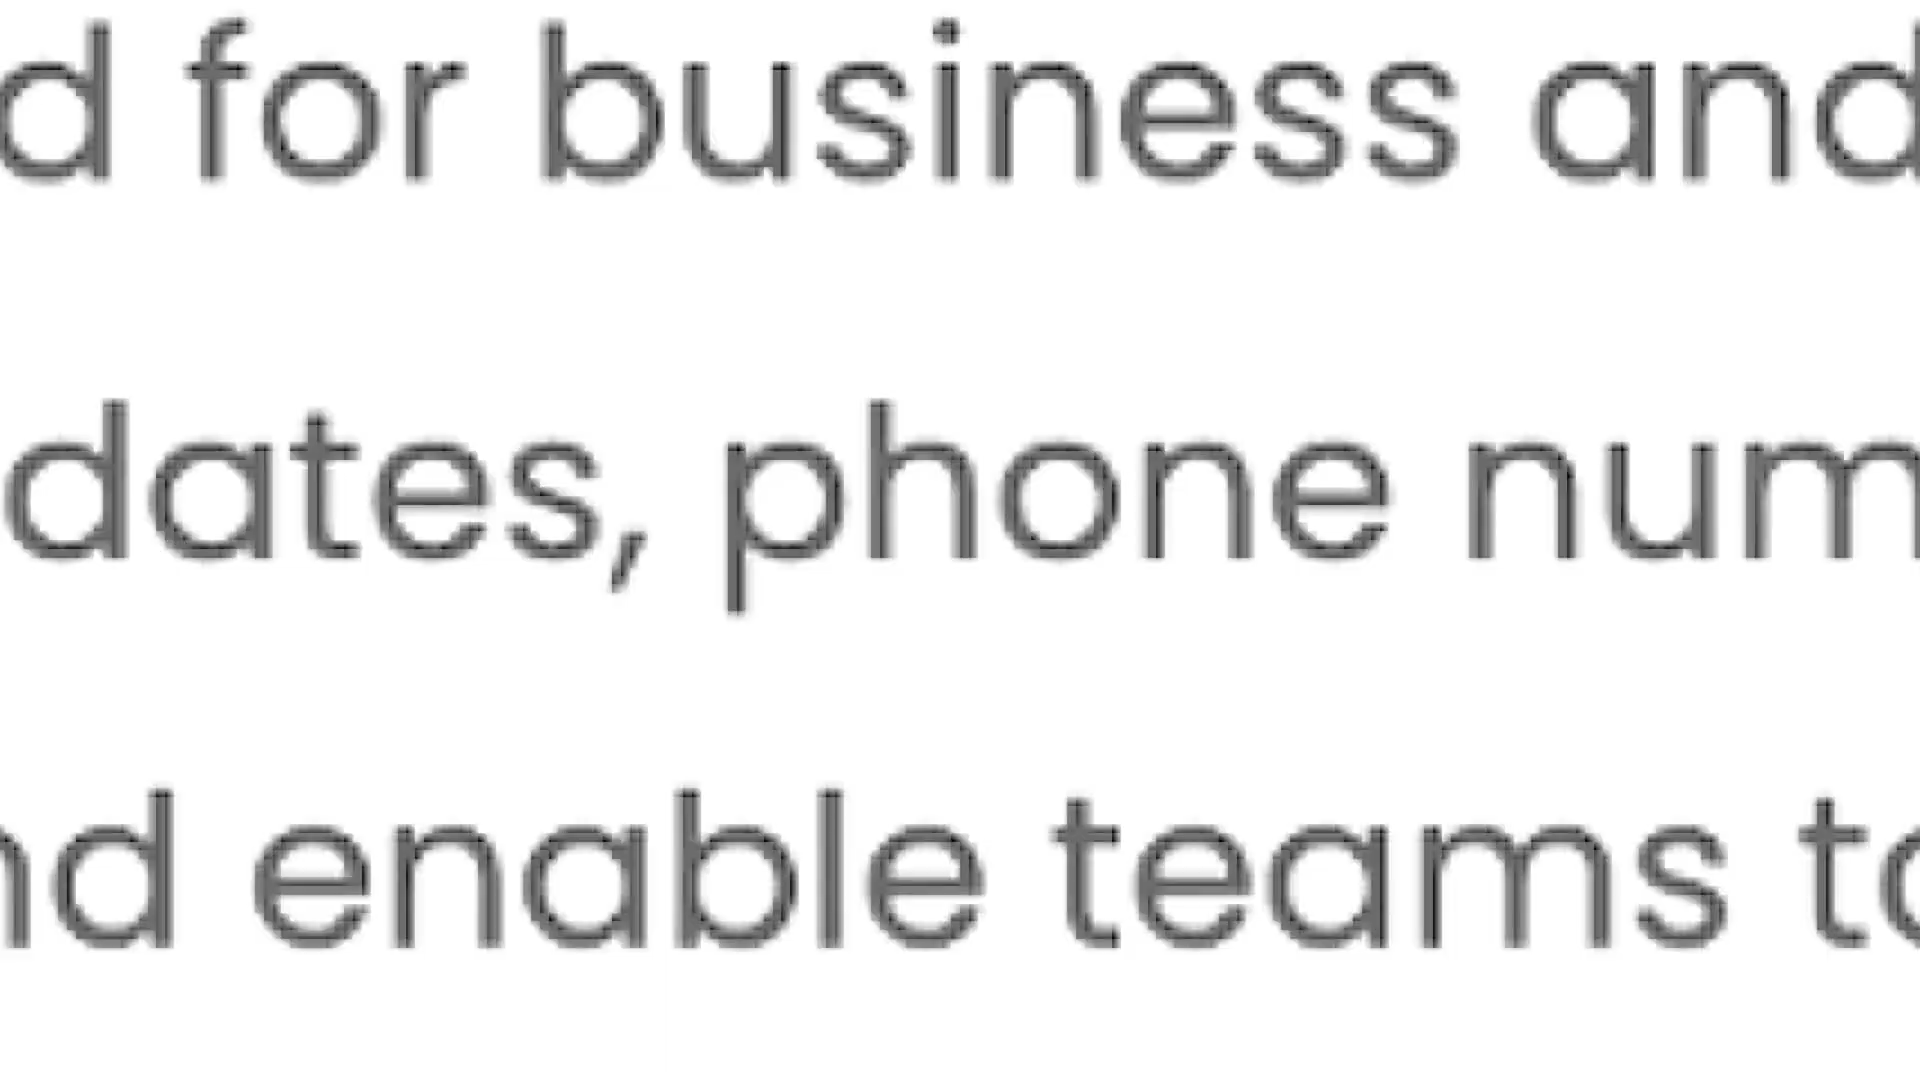 d for business and
dates, phone num
nd enable teams to